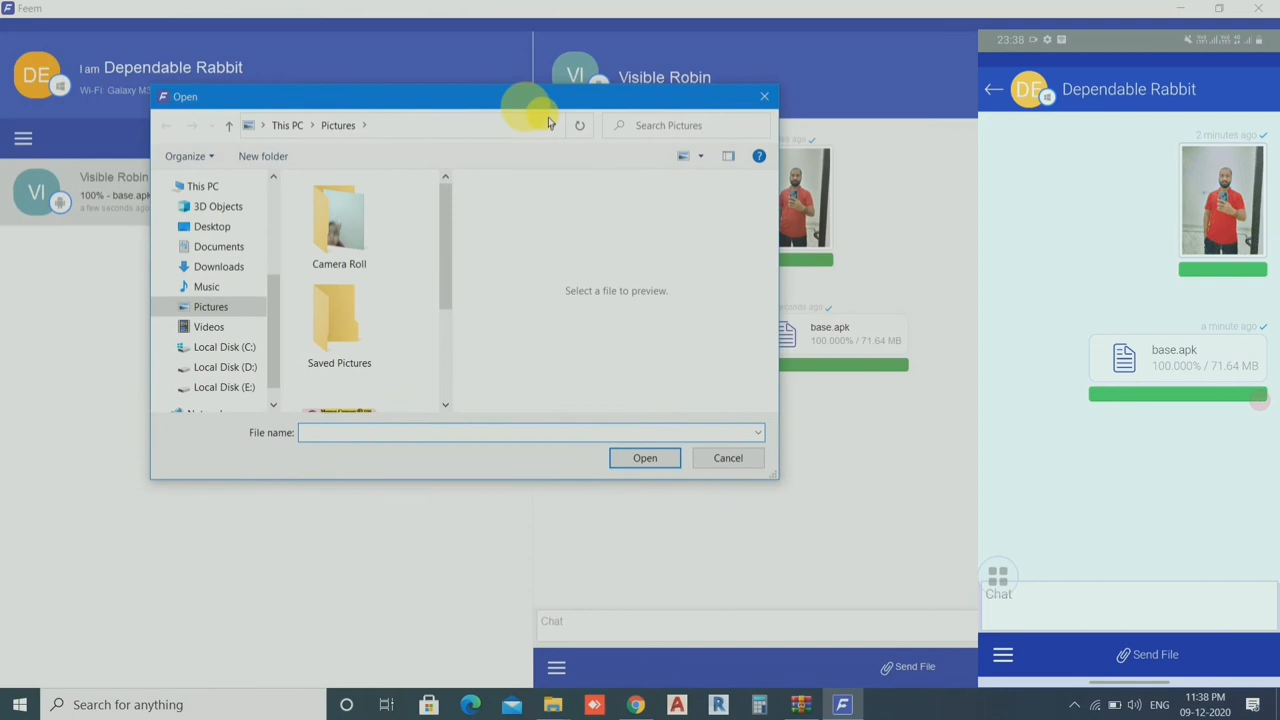 Feem
DE
I am Dependable Rabbit
Wi-Fi: Galaxy M3
VI
Visible Robin
100% - base.apk
a few seconds ago
VI
Visible Robin
ago
base.apk
100.000% / 71.64 MB
Chat
Send File
Open
This PC
Pictures
Search Pictures
Organize
New folder
This PC
3D Objects
Desktop
Documents
Downloads
Music
Pictures
Videos
Local Disk (C:)
Local Disk (D:)
Local Disk (E:)
Camera Roll
Saved Pictures
Select a file to preview.
File name:
Open
Cancel
23:38
DE
Dependable Rabbit
2 minutes ago
a minute ago
base.apk
100.000% / 71.64 MB
Chat
Send File
Search for anything
ENG
11:38 PM
09-12-2020